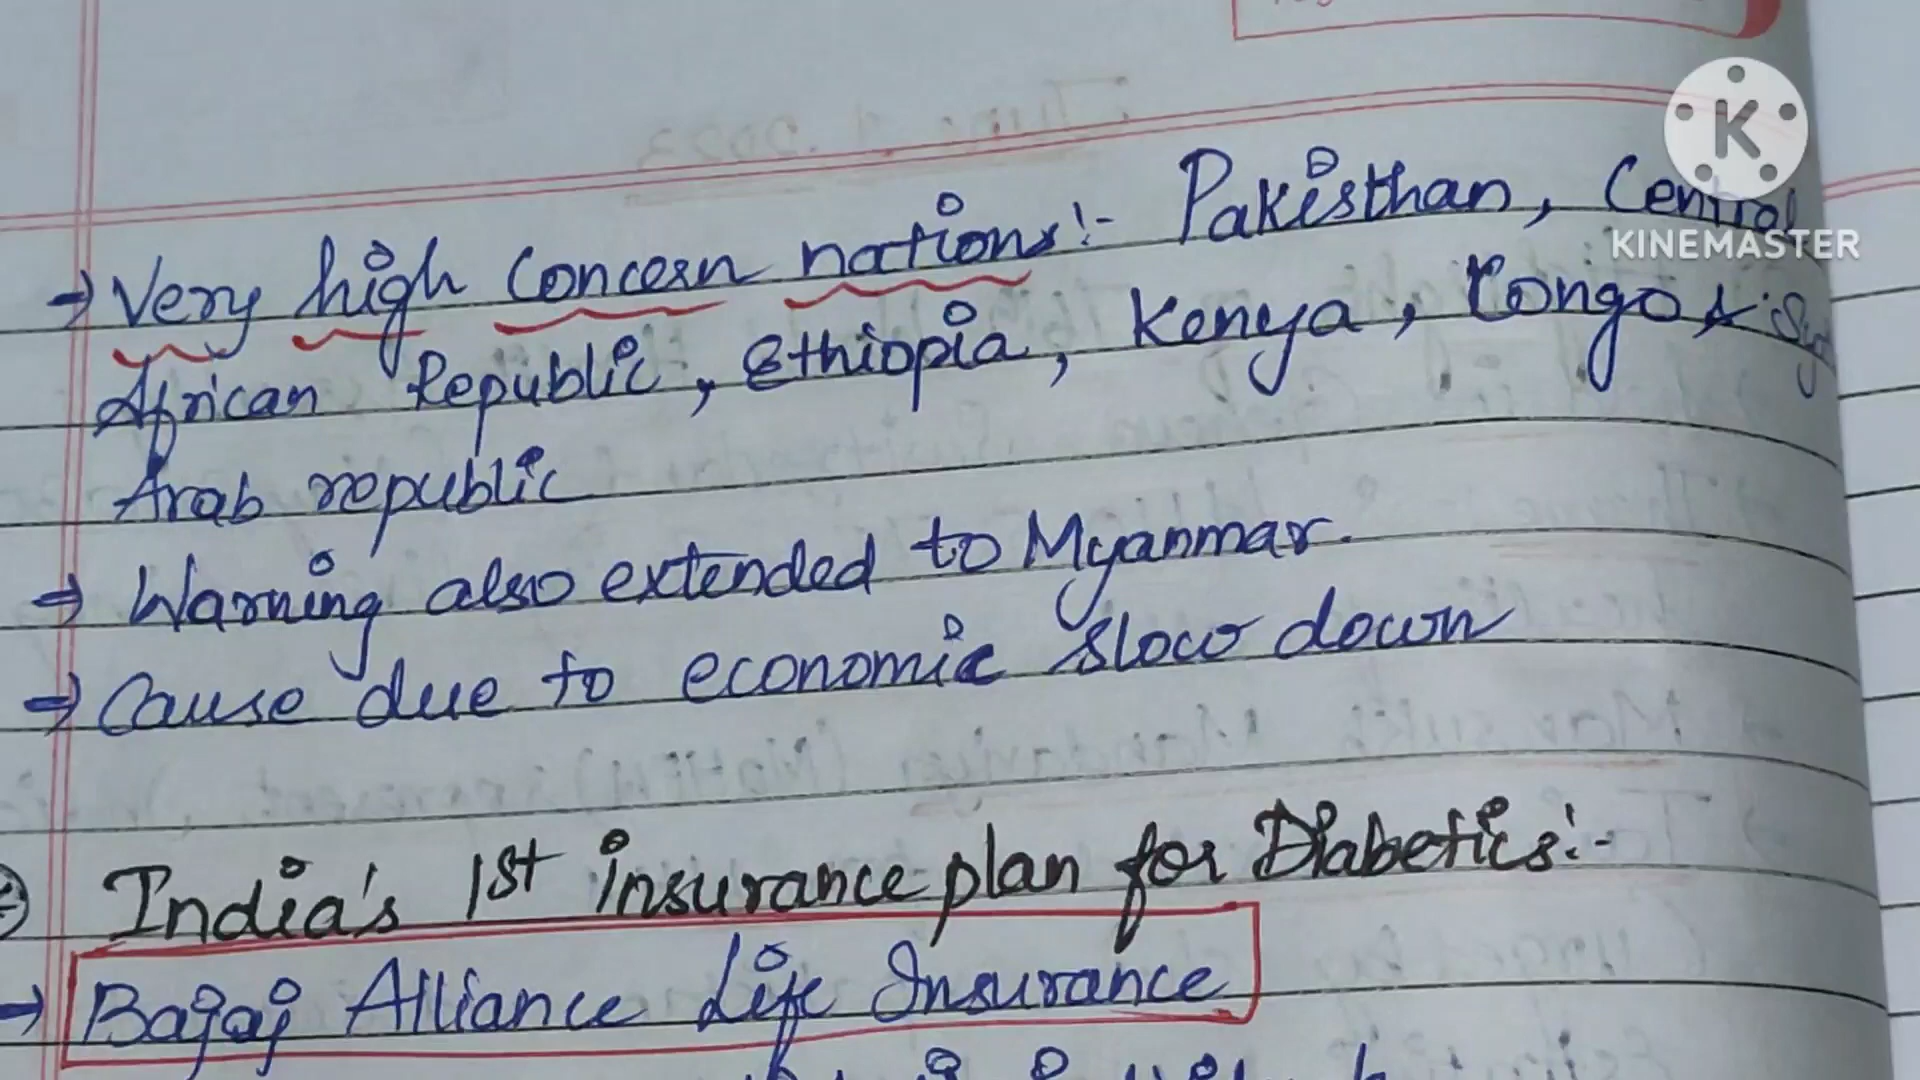 → Very high Concern nations:- Pakisthan, Central
African Republic, Ethiopia, Kenya, Congo &
Arab republic
→ Warning also extended to Myanmar.
→ Cause due to economic slow down
India's 1st insurance plan for Diabetics:-
→ Bajaj Alliance Life Insurance
K
KINEMASTER